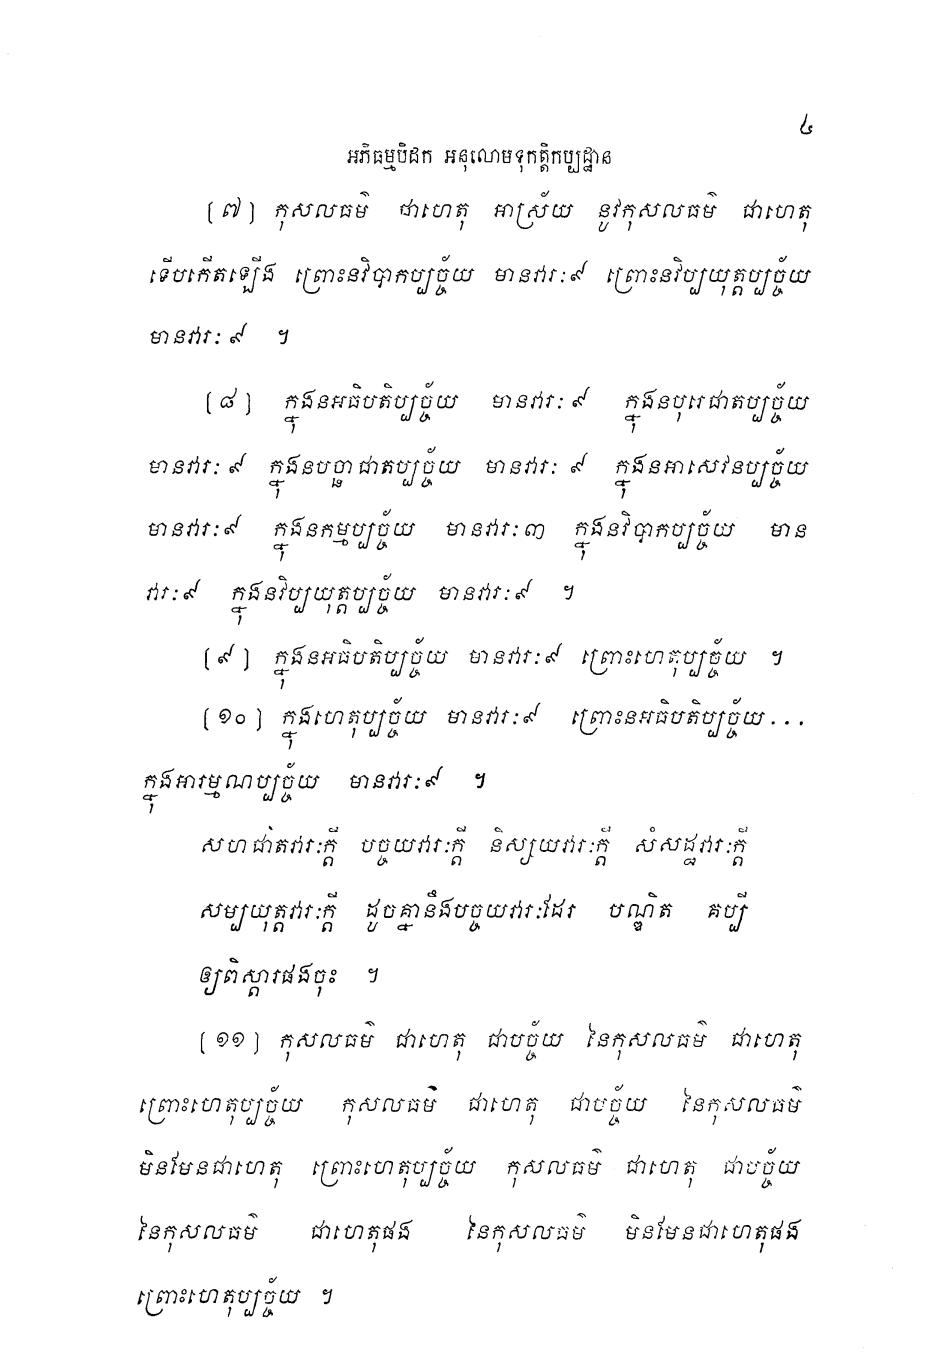 ៤
អភិធម្មបិដក អនុលោមទុកត្តិកប្បដ្ឋាន
[៧] កុសលធម៌ ជាហេតុ អាស្រ័យ នូវកុសលធម៌ ជាហេតុ
ទើបកើតឡើង ព្រោះនវិបាកប្បច្ច័យ មានវារៈ៩ ព្រោះនវិប្បយុត្តប្បច្ច័យ
មានវារៈ៩ ។
[៨] ក្នុងនអធិបតិប្បច្ច័យ មានវារៈ៩ ក្នុងនបុរេជាតប្បច្ច័យ
មានវារៈ៩ ក្នុងនបច្ឆាជាតប្បច្ច័យ មានវារៈ៩ ក្នុងនអាសេវនប្បច្ច័យ
មានវារៈ៩ ក្នុងនកម្មប្បច្ច័យ មានវារៈ៣ ក្នុងនវិបាកប្បច្ច័យ មាន
វារៈ៩ ក្នុងនវិប្បយុត្តប្បច្ច័យ មានវារៈ៩ ។
[៩] ក្នុងនអធិបតិប្បច្ច័យ មានវារៈ៩ ព្រោះហេតុប្បច្ច័យ ។
[១០] ក្នុងហេតុប្បច្ច័យ មានវារៈ៩ ព្រោះនអធិបតិប្បច្ច័យ...
ក្នុងអារម្មណប្បច្ច័យ មានវារៈ៩ ។
សហជាតវារៈក្តី បច្ចយវារៈក្តី និស្សយវារៈក្តី សំសដ្ឋវារៈក្តី
សម្បយុត្តវារៈក្តី ដូចគ្នានឹងបច្ចយវារៈដែរ បណ្ឌិត គប្បី
ឲ្យពិស្តារផងចុះ ។
[១១] កុសលធម៌ ជាហេតុ ជាបច្ច័យ នៃកុសលធម៌ ជាហេតុ
ព្រោះហេតុប្បច្ច័យ កុសលធម៌ ជាហេតុ ជាបច្ច័យ នៃកុសលធម៌
មិនមែនជាហេតុ ព្រោះហេតុប្បច្ច័យ កុសលធម៌ ជាហេតុ ជាបច្ច័យ
នៃកុសលធម៌ ជាហេតុផង នៃកុសលធម៌ មិនមែនជាហេតុផង
ព្រោះហេតុប្បច្ច័យ ។